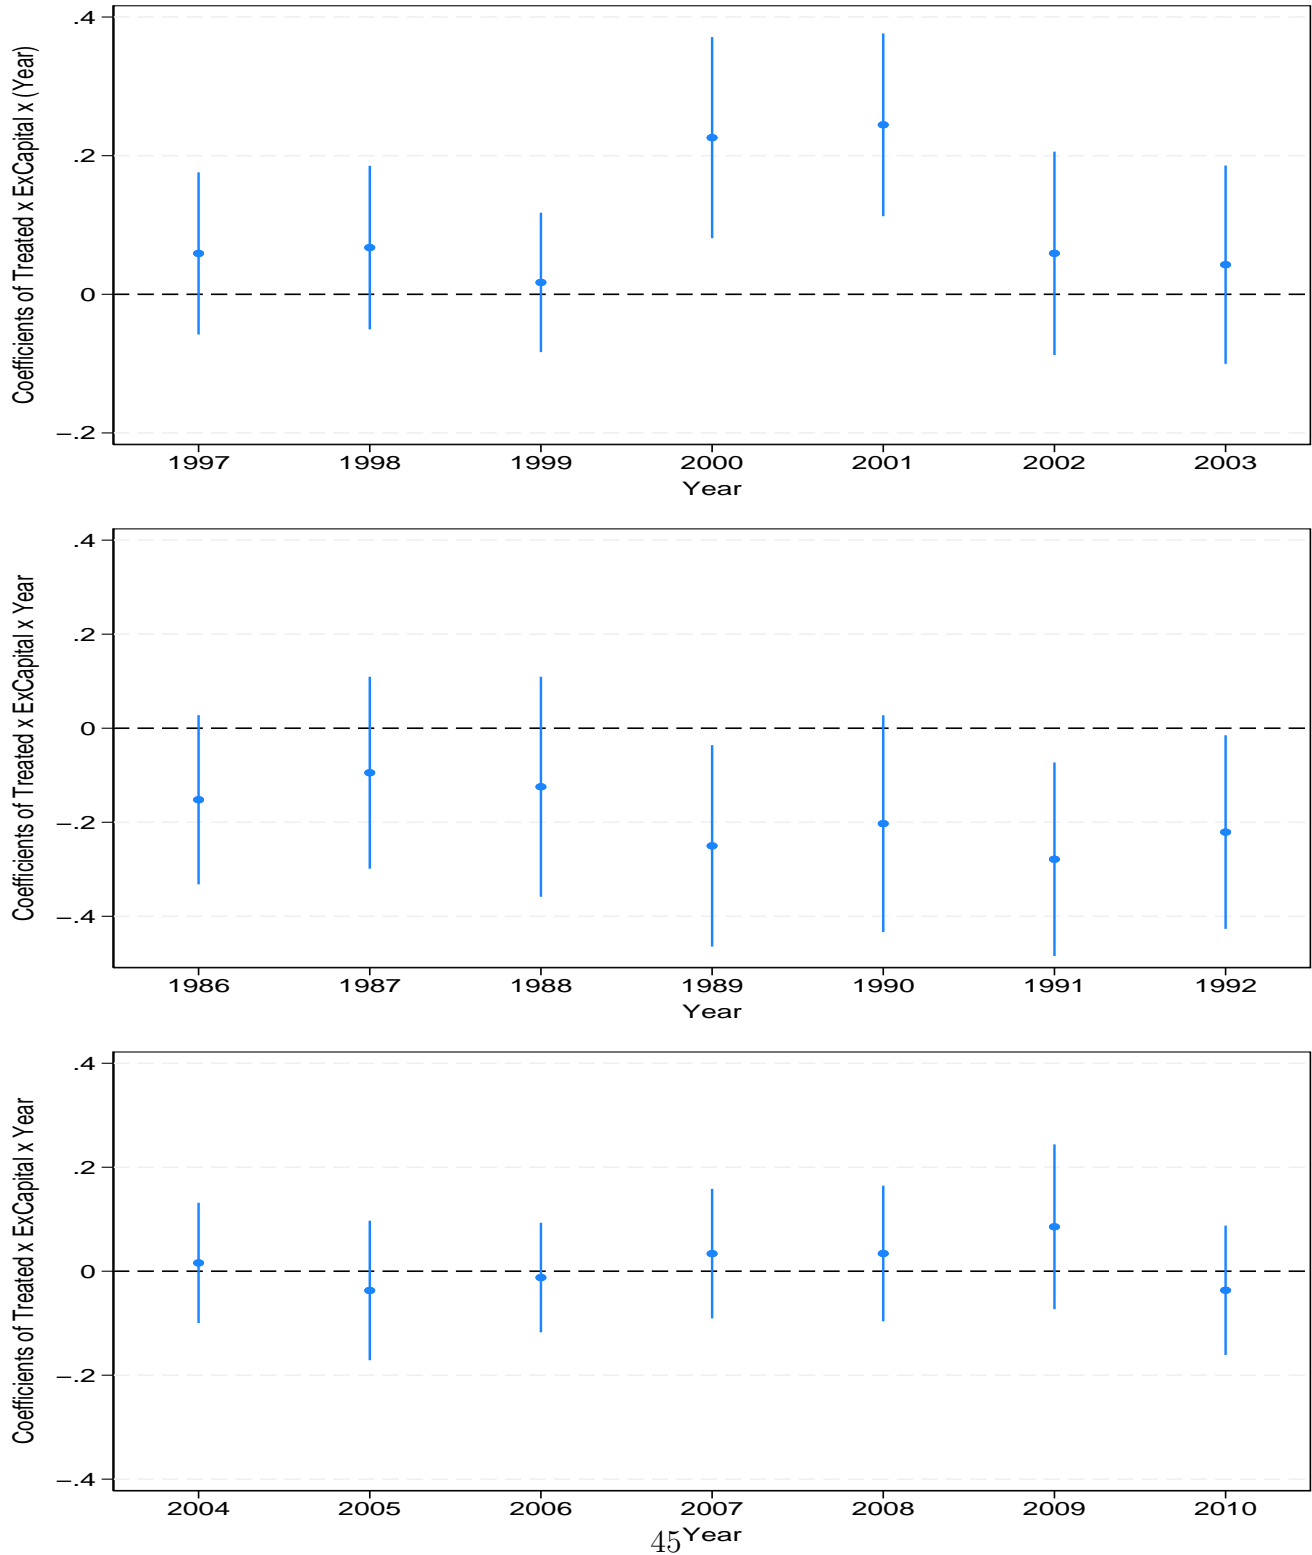 Coefficients of Treated x ExCapital x (Year)
.4
.2
0
−.2
1997 1998 1999 2000 2001 2002 2003
Year
Coefficients of Treated x ExCapital x Year
.4
.2
0
−.2
−.4
1986 1987 1988 1989 1990 1991 1992
Year
Coefficients of Treated x ExCapital x Year
.4
.2
0
−.2
−.4
2004 2005 2006 2007 2008 2009 2010
Year
45